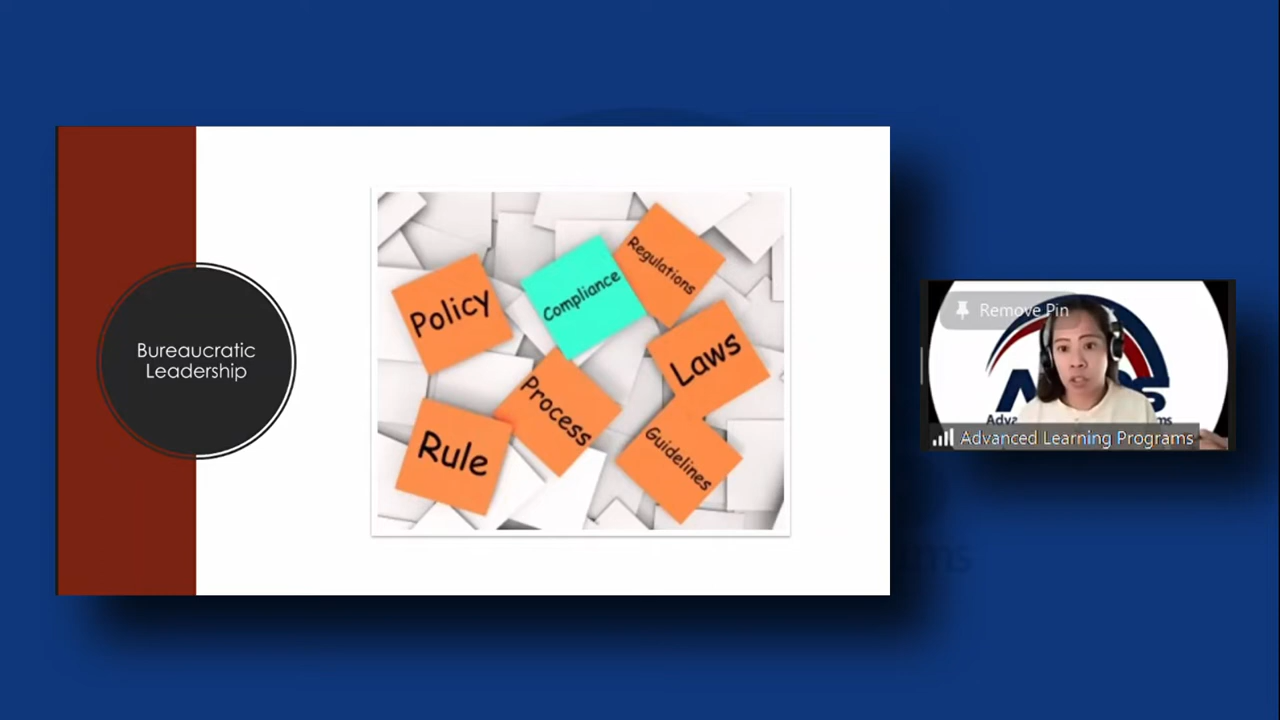 Bureaucratic
Leadership
Policy
Compliance
Regulations
Laws
Process
Rule
Guidelines
Remove Pin
Advanced Learning Programs